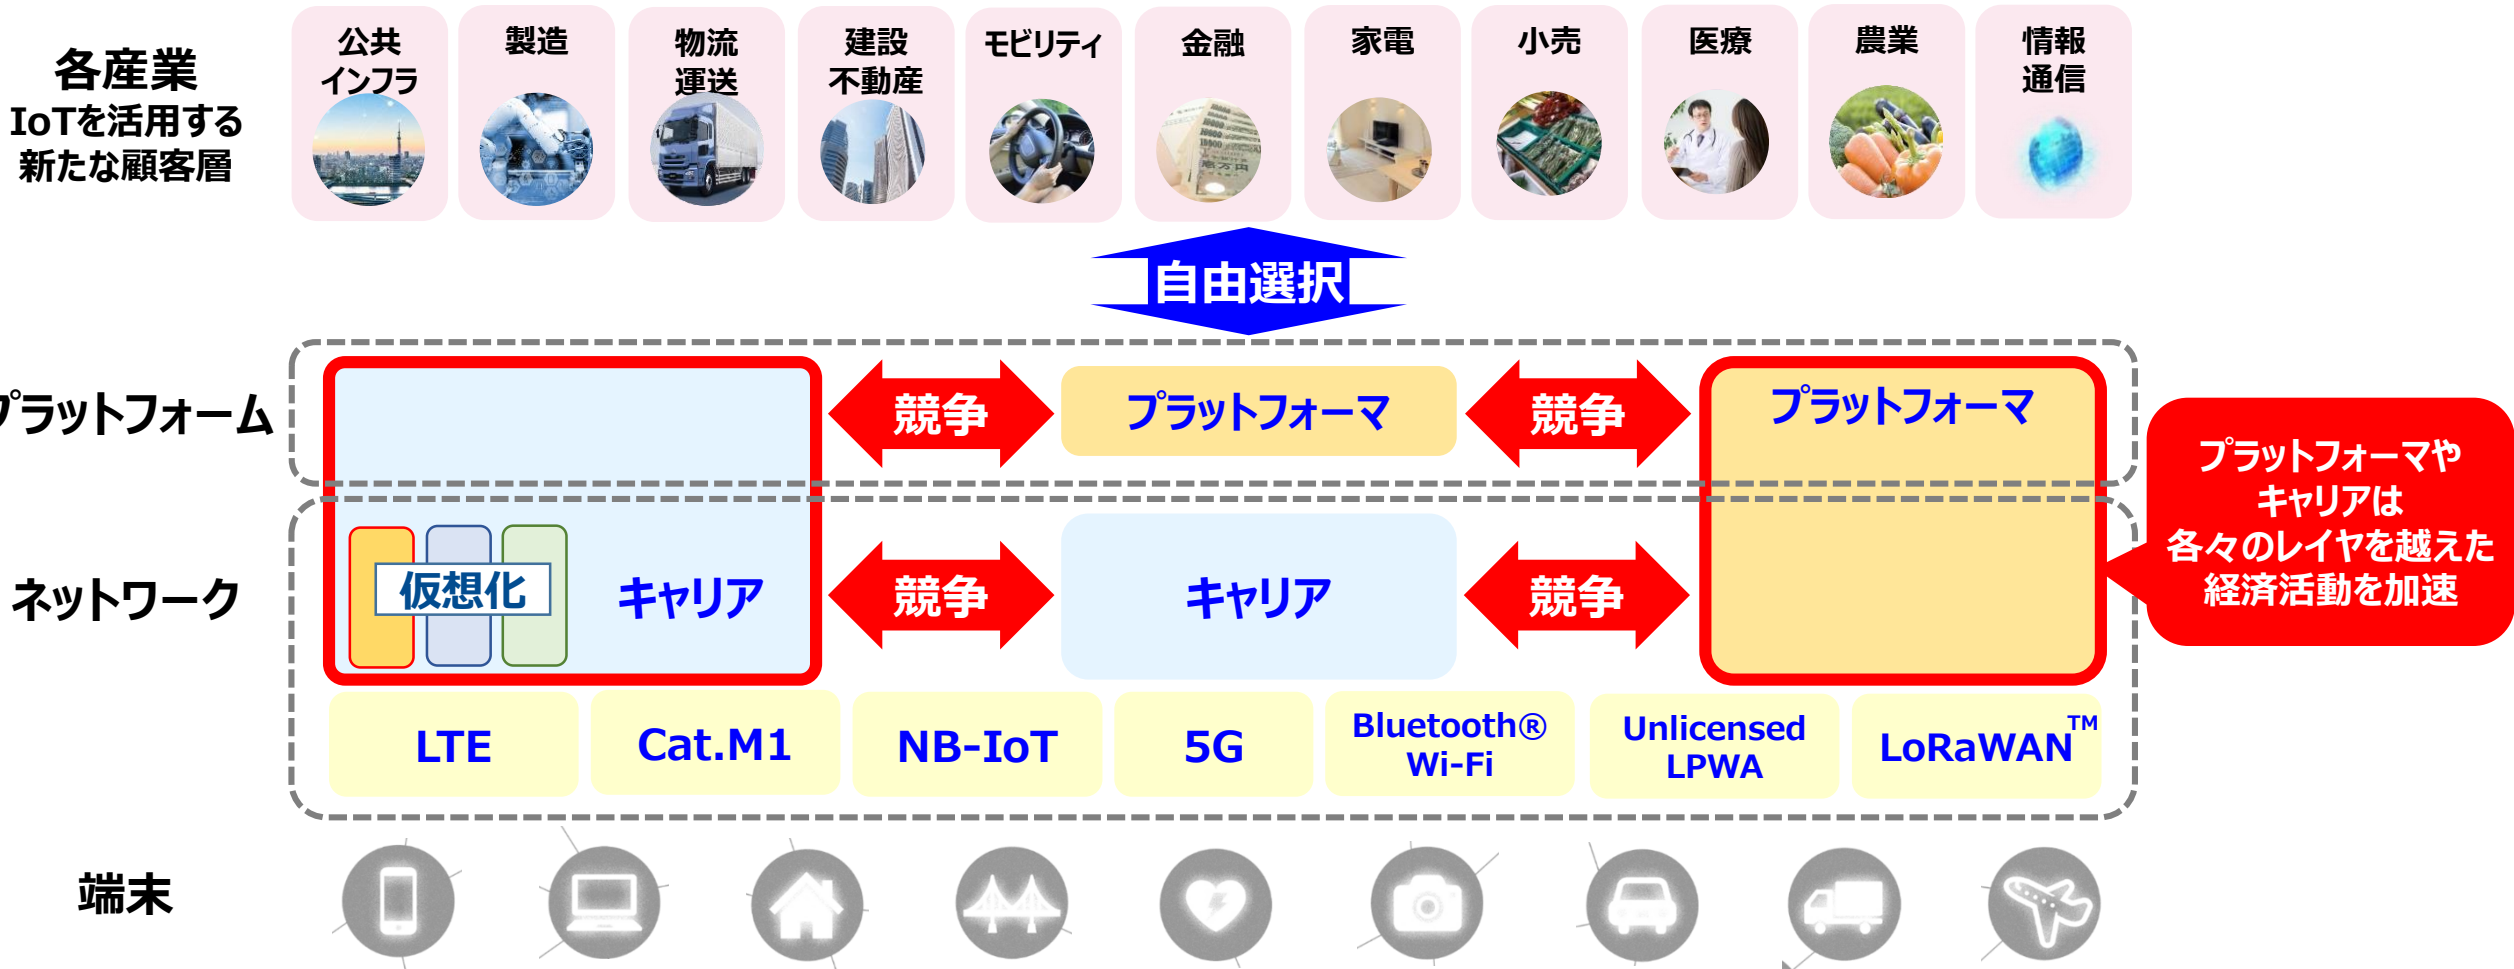 各産業
IoTを活用する
新たな顧客層
公共
インフラ
製造
物流
運送
建設
不動産
モビリティ
金融
家電
小売
医療
農業
情報
通信
自由選択
プラットフォーム
競争
プラットフォーマ
競争
プラットフォーマ
プラットフォーマや
キャリアは
各々のレイヤを越えた
経済活動を加速
ネットワーク
仮想化
キャリア
競争
キャリア
競争
LTE
Cat.M1
NB-IoT
5G
Bluetooth®
Wi-Fi
Unlicensed
LPWA
LoRaWAN™
端末